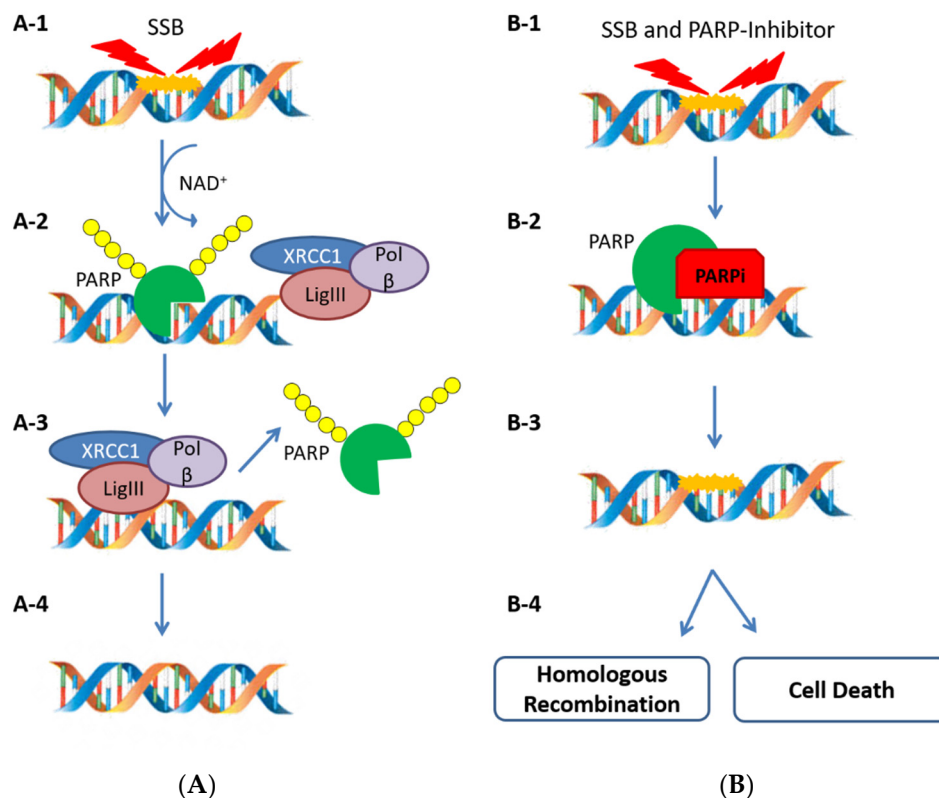 A-1
SSB
NAD⁺
A-2
PARP
XRCC1
Pol
β
LigIII
A-3
XRCC1
Pol
β
LigIII
PARP
A-4
(A)
B-1
SSB and PARP-Inhibitor
B-2
PARP
PARPi
B-3
B-4
Homologous
Recombination
Cell Death
(B)